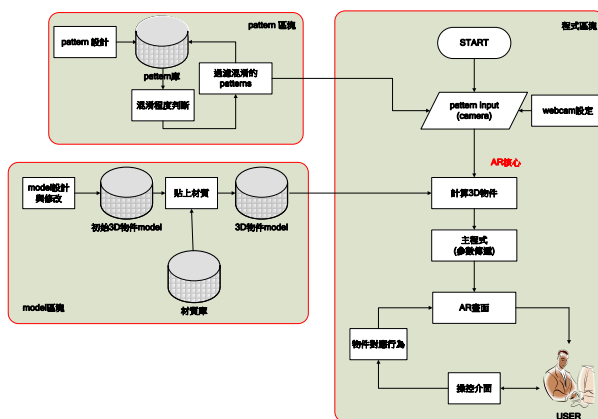 pattern 區塊
pattern 設計
pattern庫
過濾混淆的
patterns
混淆程度判斷
程式區塊
START
pattern input
(camera)
webcam設定
AR核心
計算3D物件
主程式
(參數傳遞)
AR畫面
物件對應行為
操控介面
USER
model設計
與修改
初始3D物件model
貼上材質
3D物件model
材質庫
model區塊